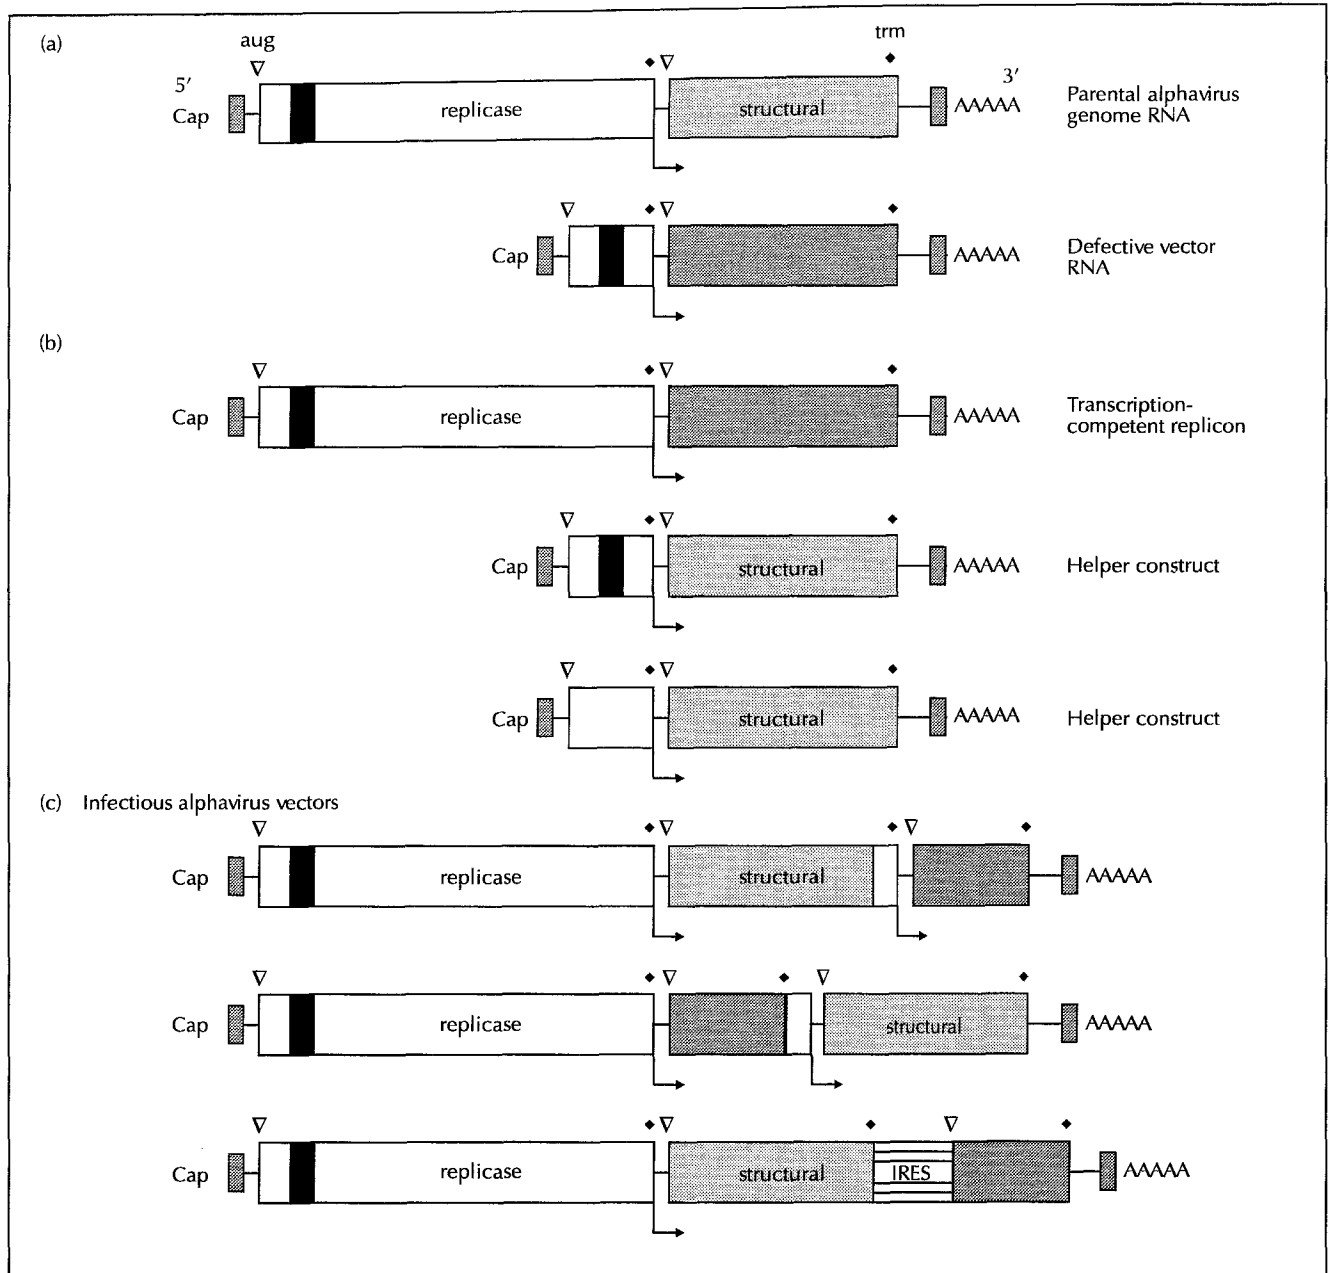 (a)
aug
trm
5′
3′
Cap
replicase
structural
AAAAA
Parental alphavirus
genome RNA
Cap
AAAAA
Defective vector
RNA
(b)
Cap
replicase
AAAAA
Transcription-
competent replicon
Cap
structural
AAAAA
Helper construct
Cap
structural
AAAAA
Helper construct
(c) Infectious alphavirus vectors
Cap
replicase
structural
AAAAA
Cap
replicase
structural
AAAAA
Cap
replicase
structural
IRES
AAAAA